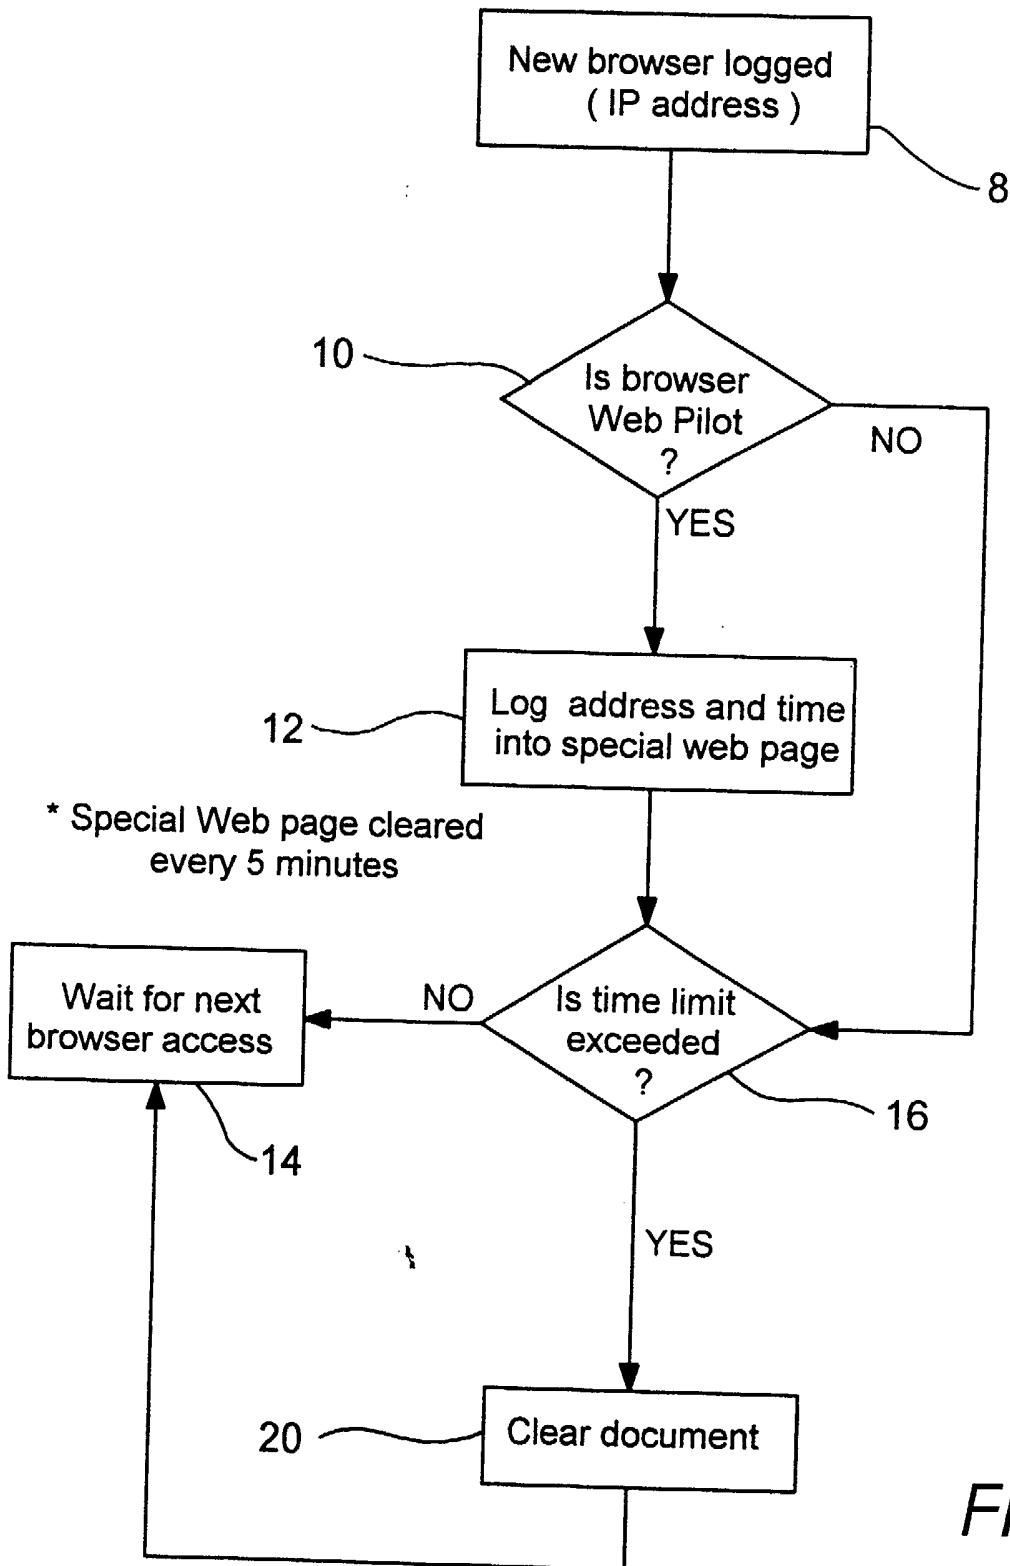 New browser logged
( IP address )
8
10
Is browser
Web Pilot
?
NO
YES
12
Log address and time
into special web page
* Special Web page cleared
every 5 minutes
Wait for next
browser access
NO
Is time limit
exceeded
?
16
14
YES
20
Clear document